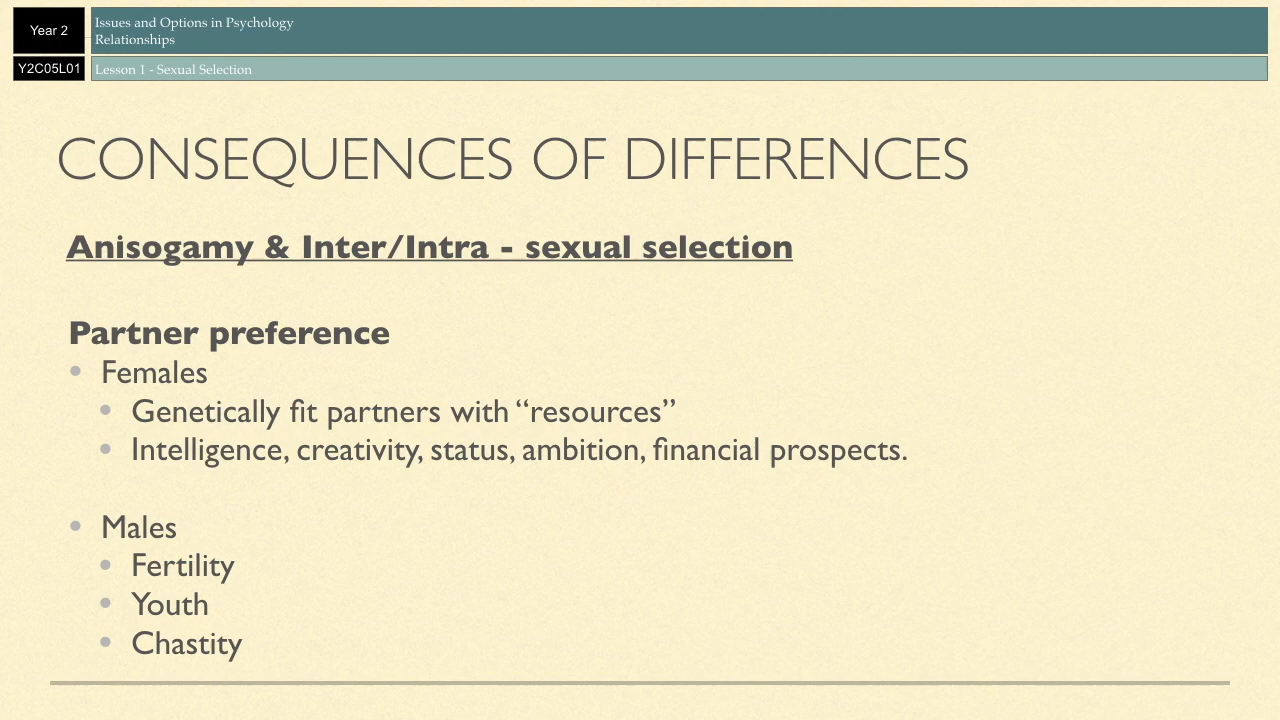 Year 2
Issues and Options in Psychology
Relationships
Y2C05L01
Lesson 1 - Sexual Selection
CONSEQUENCES OF DIFFERENCES
Anisogamy & Inter/Intra - sexual selection
Partner preference
• Females
• Genetically fit partners with “resources”
• Intelligence, creativity, status, ambition, financial prospects.
• Males
• Fertility
• Youth
• Chastity